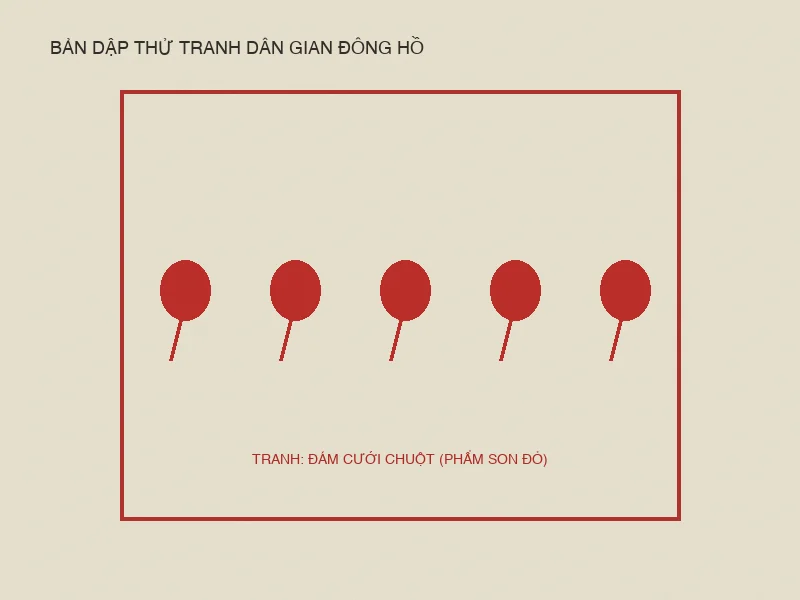 BẢN DẬP THỬ TRANH DÂN GIAN ĐÔNG HỒ
TRANH: ĐÁM CƯỚI CHUỘT (PHẨM SON ĐỎ)